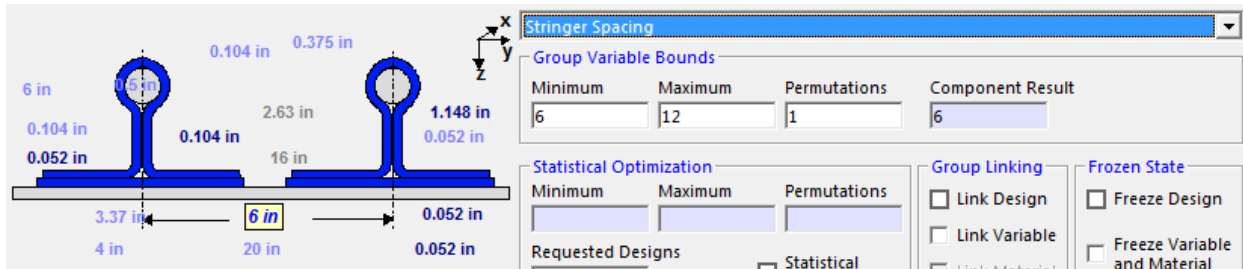 x
y
z
0.104 in
0.375 in
6 in
0.5 in
2.63 in
1.148 in
0.104 in
0.104 in
0.052 in
0.052 in
16 in
3.37 in
6 in
0.052 in
4 in
20 in
0.052 in
Stringer Spacing
Group Variable Bounds
Minimum Maximum Permutations Component Result
6 12 1 6
Statistical Optimization
Minimum Maximum Permutations
Requested Designs
Statistical
Group Linking
Link Design
Link Variable
Link Material
Frozen State
Freeze Design
Freeze Variable
and Material